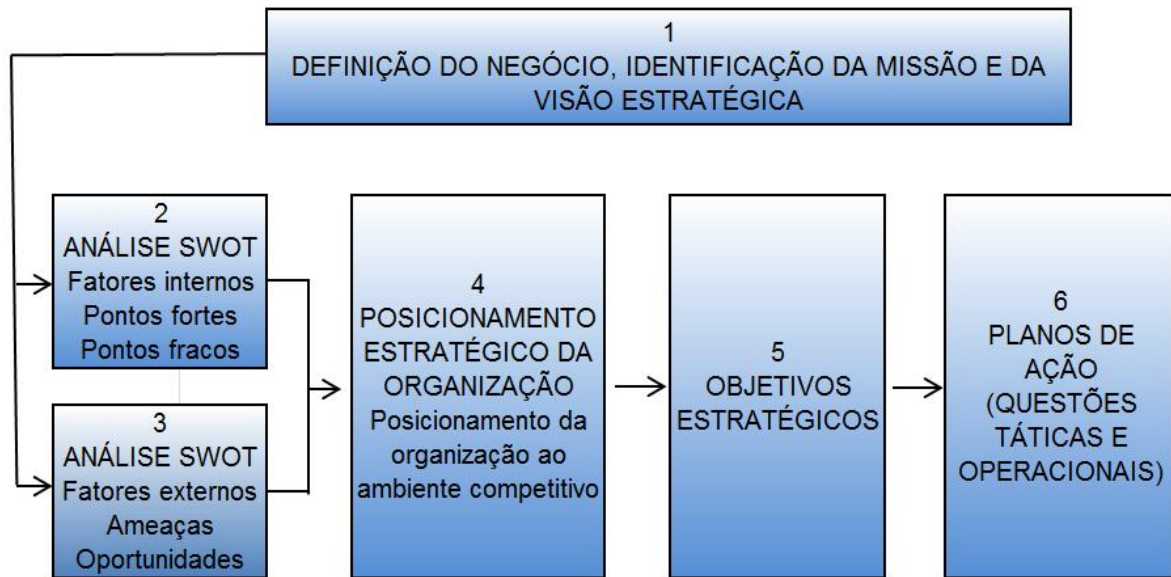 1
DEFINIÇÃO DO NEGÓCIO, IDENTIFICAÇÃO DA MISSÃO E DA
VISÃO ESTRATÉGICA
2
ANÁLISE SWOT
Fatores internos
Pontos fortes
Pontos fracos
3
ANÁLISE SWOT
Fatores externos
Ameaças
Oportunidades
4
POSICIONAMENTO
ESTRATÉGICO DA
ORGANIZAÇÃO
Posicionamento da
organização ao
ambiente competitivo
5
OBJETIVOS
ESTRATÉGICOS
6
PLANOS DE
AÇÃO
(QUESTÕES
TÁTICAS E
OPERACIONAIS)